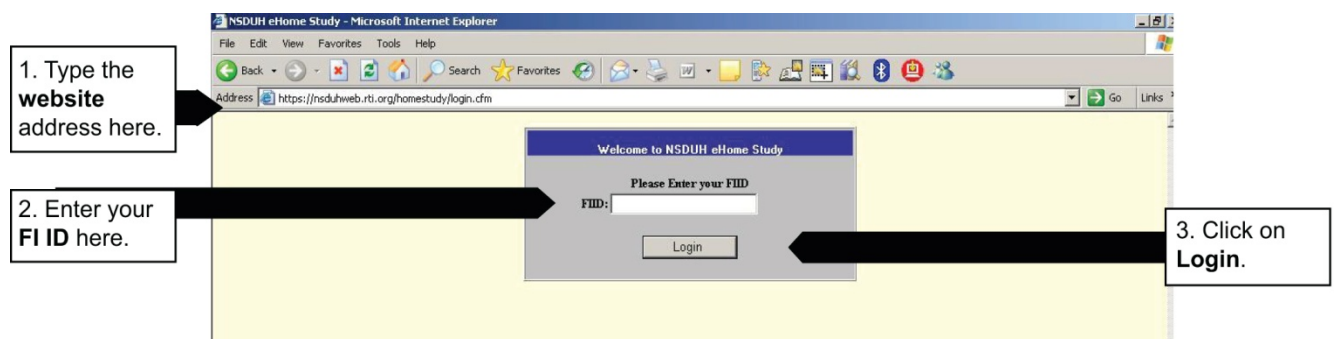 NSDUH eHome Study - Microsoft Internet Explorer
File Edit View Favorites Tools Help
Back Search Favorites
Address https://nsduhweb.rti.org/homestudy/login.cfm Go Links
1. Type the
website
address here.
Welcome to NSDUH eHome Study
Please Enter your FIID
FIID:
Login
2. Enter your
FI ID here.
3. Click on
Login.